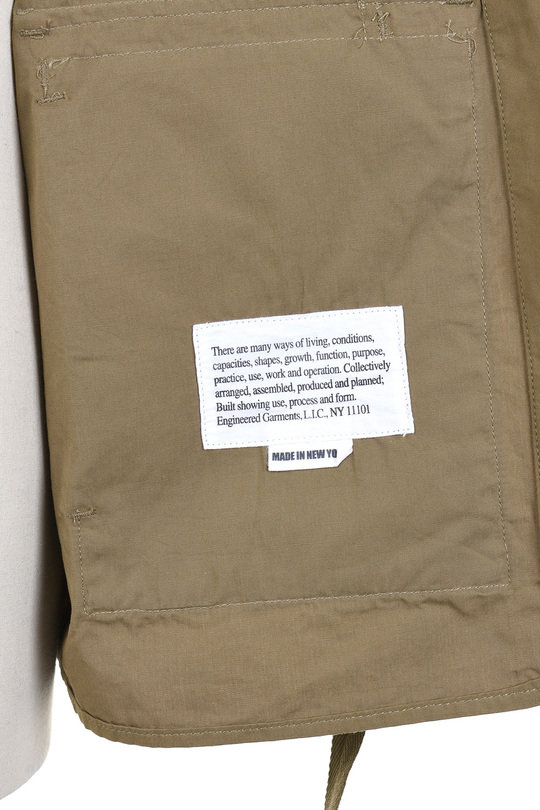 There are many ways of living, conditions,
capacities, shapes, growth, function, purpose,
practice, use, work and operation. Collectively
arranged, assembled, produced and planned;
Built showing use, process and form.
Engineered Garments, L.I.C., NY 11101
MADE IN NEW YO